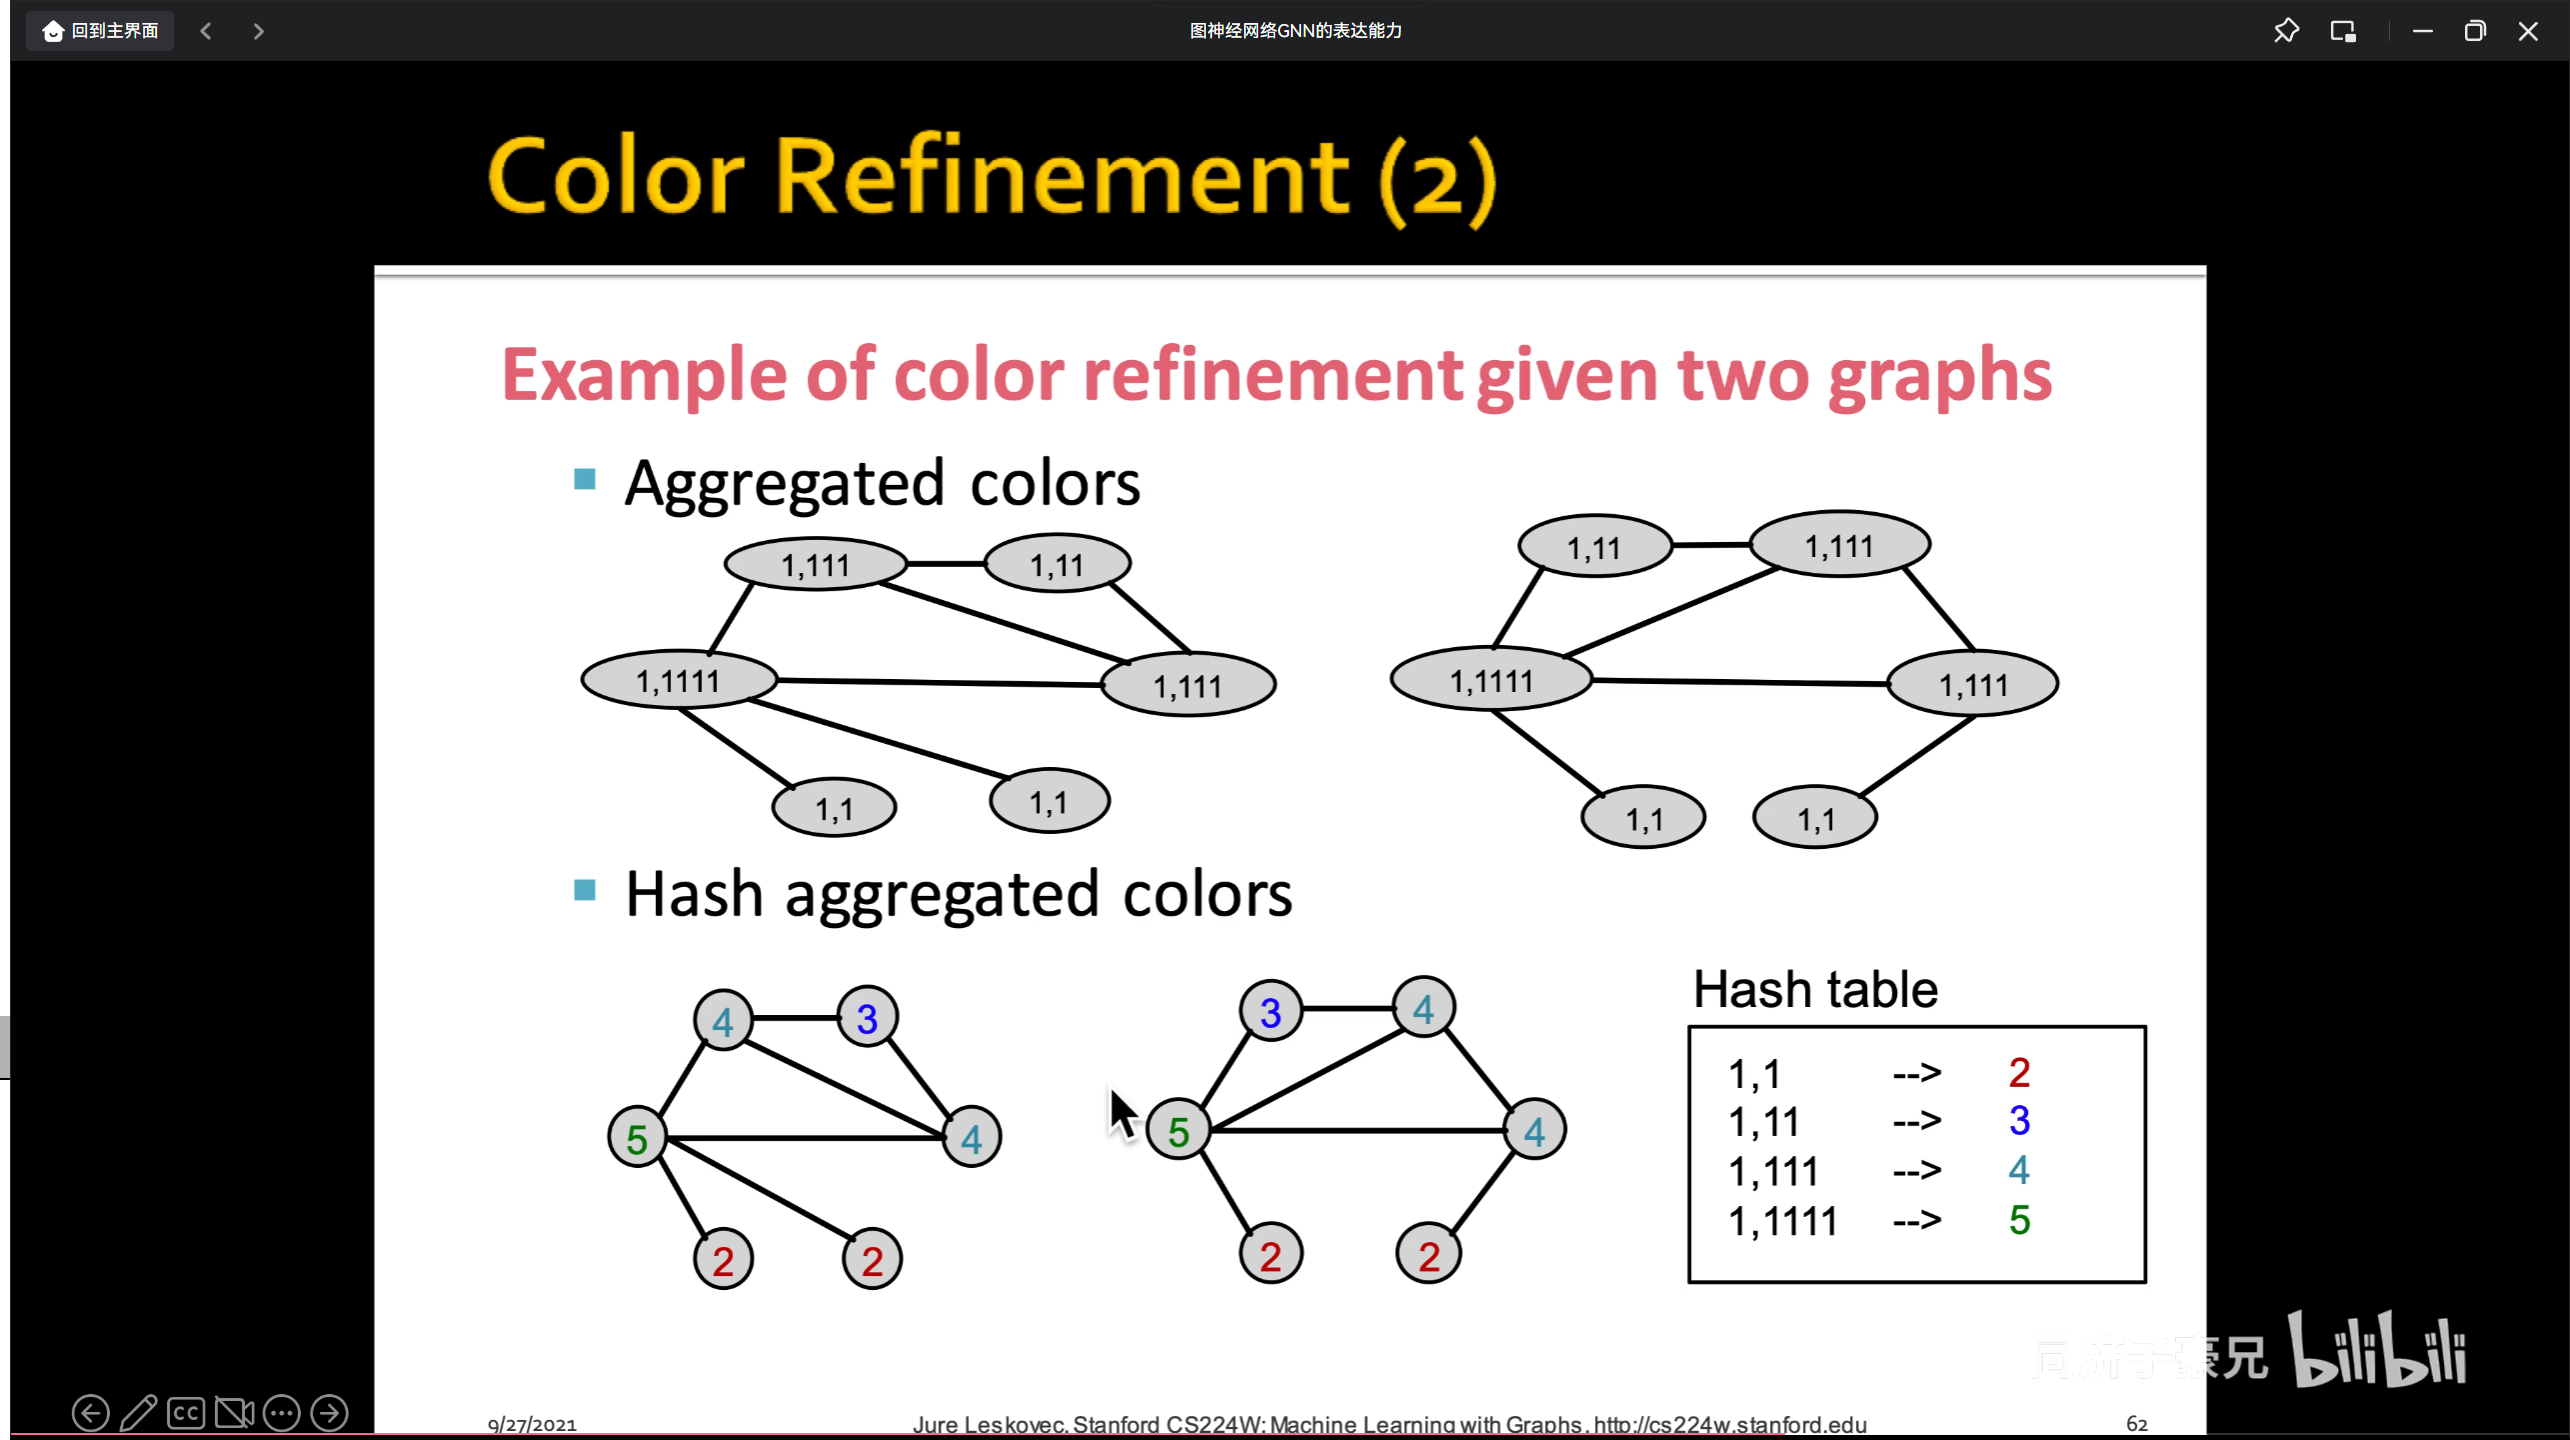 回到主界面
图神经网络GNN的表达能力
Color Refinement (2)
Example of color refinement given two graphs
Aggregated colors
1,111 1,11
1,1111 1,111
1,1 1,1
1,11 1,111
1,1111 1,111
1,1 1,1
Hash aggregated colors
4 3
5 4
2 2
3 4
5 4
2 2
Hash table
1,1 --> 2
1,11 --> 3
1,111 --> 4
1,1111 --> 5
同济子豪兄 bilibili
CC
9/27/2021
Jure Leskovec, Stanford CS224W: Machine Learning with Graphs, http://cs224w.stanford.edu
62